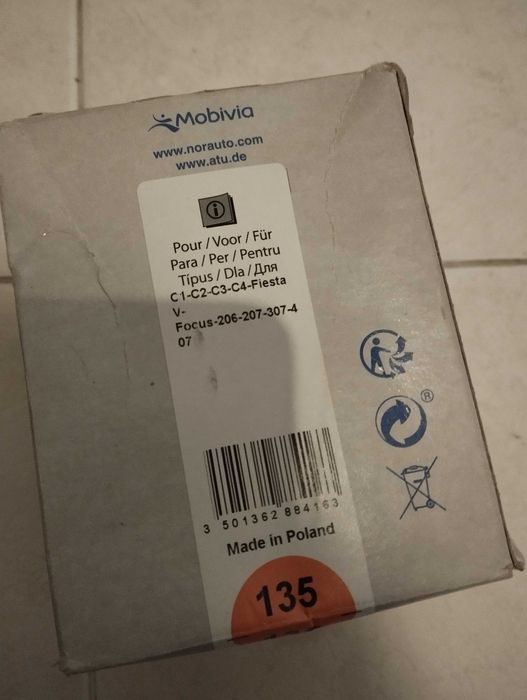 Mobivia
www.norauto.com
www.atu.de
Pour / Voor / Für
Para / Per / Pentru
Típus / Dla / Для
C1-C2-C3-C4-Fiesta
V-
Focus-206-207-307-4
07
3 501362 884163
Made in Poland
135